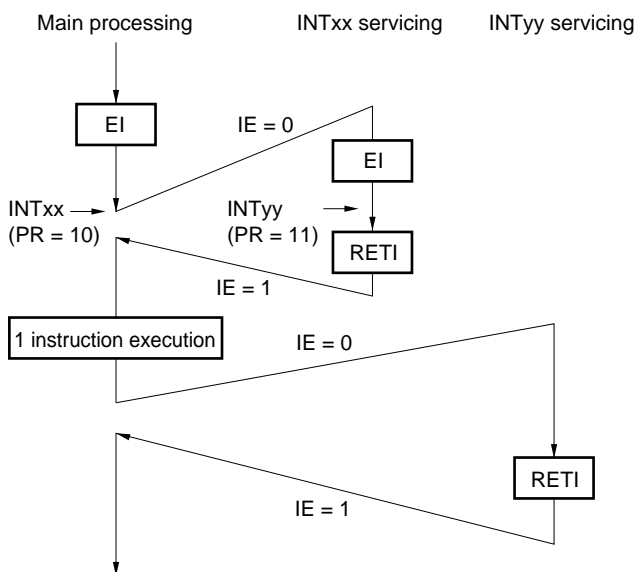 Main processing
INTxx servicing
INTyy servicing
EI
IE = 0
EI
INTxx
(PR = 10)
INTyy
(PR = 11)
RETI
IE = 1
1 instruction execution
IE = 0
RETI
IE = 1